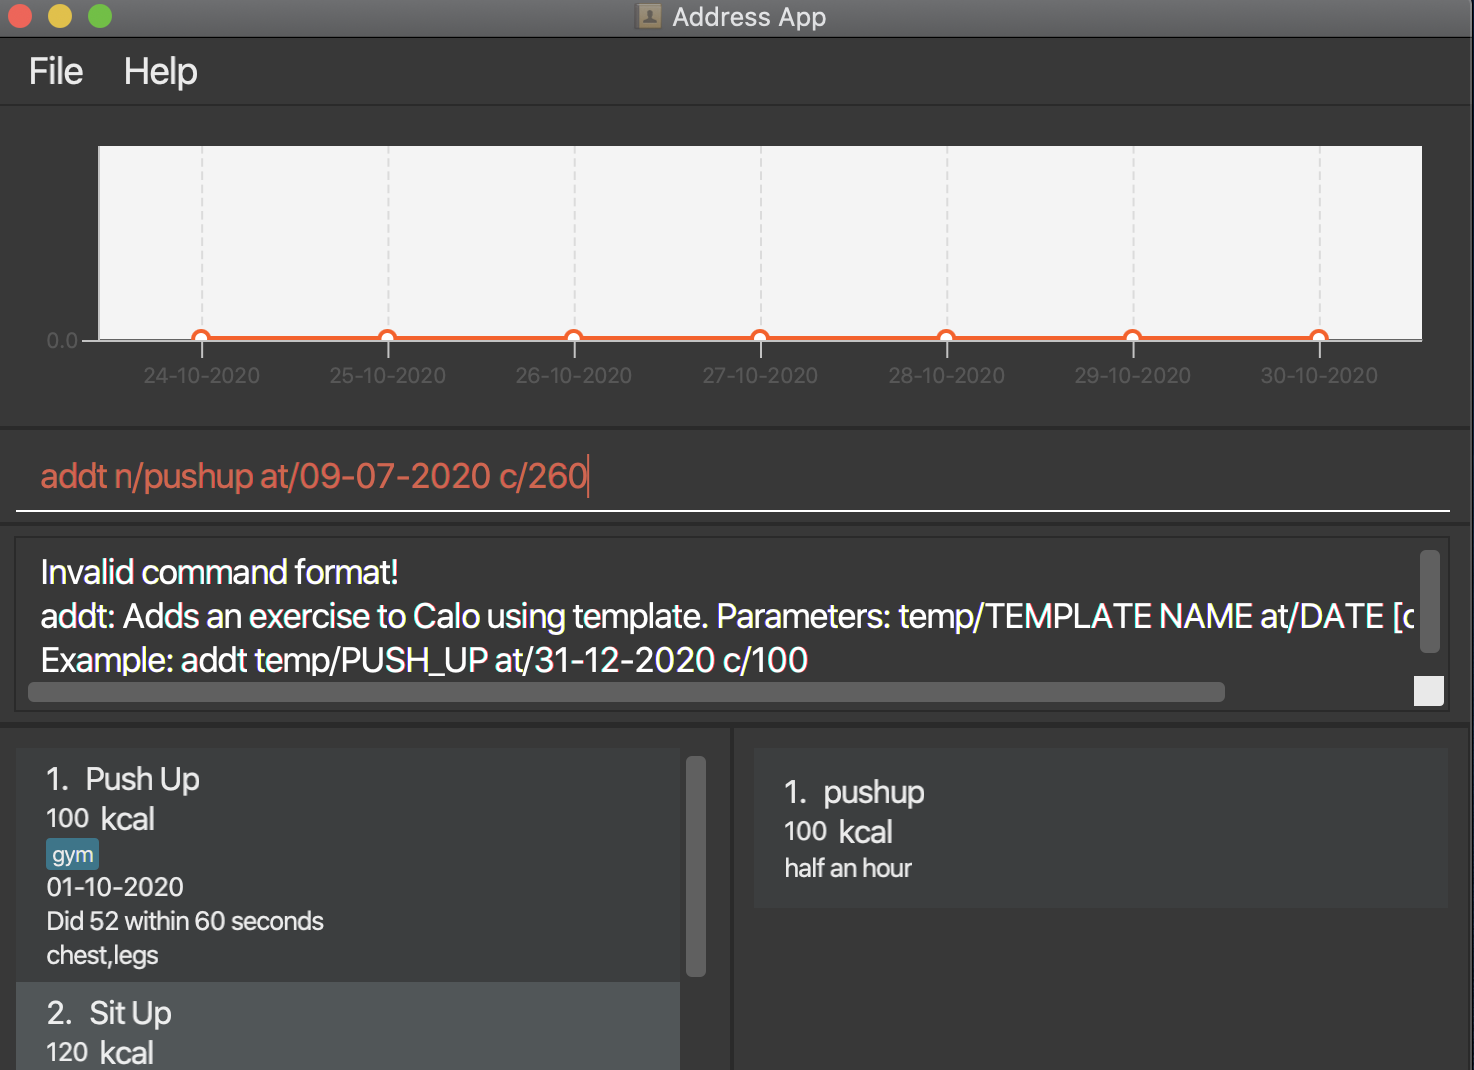 Address App
File Help
0.0
24-10-2020 25-10-2020 26-10-2020 27-10-2020 28-10-2020 29-10-2020 30-10-2020
addt n/pushup at/09-07-2020 c/260
Invalid command format!
addt: Adds an exercise to Calo using template. Parameters: temp/TEMPLATE NAME at/DATE [c
Example: addt temp/PUSH_UP at/31-12-2020 c/100
1. Push Up
100 kcal
gym
01-10-2020
Did 52 within 60 seconds
chest,legs
2. Sit Up
120 kcal
1. pushup
100 kcal
half an hour